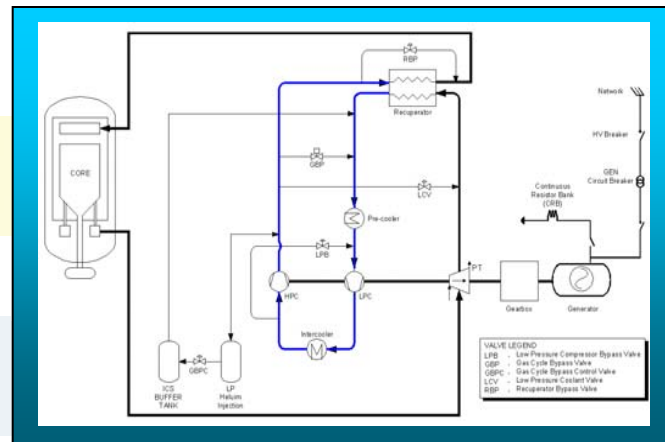 RBP
Recuperator
Network
HV Breaker
CORE
GEN
Circuit Breaker
Continuous
Resistor Bank
(CRB)
GBP
LCV
Pre-cooler
LPB
PT
HPC
LPC
Gearbox
Generator
Intercooler
GBPC
ICS
BUFFER
TANK
LP
Helium
Injection
VALVE LEGEND
LPB . Low Pressure Compressor Bypass Valve
GBP . Gas Cycle Bypass Valve
GBPC . Gas Cycle Bypass Control Valve
LCV . Low Pressure Coolant Valve
RBP . Recuperator Bypass Valve